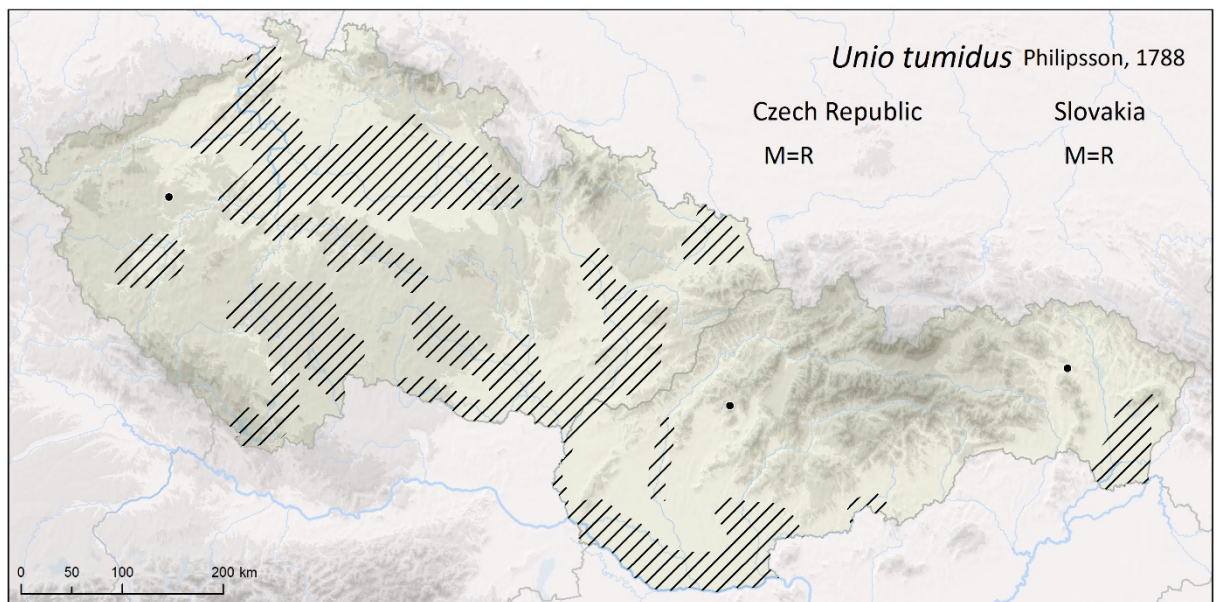 Unio tumidus Philipsson, 1788
Czech Republic Slovakia
M=R M=R
0 50 100 200 km